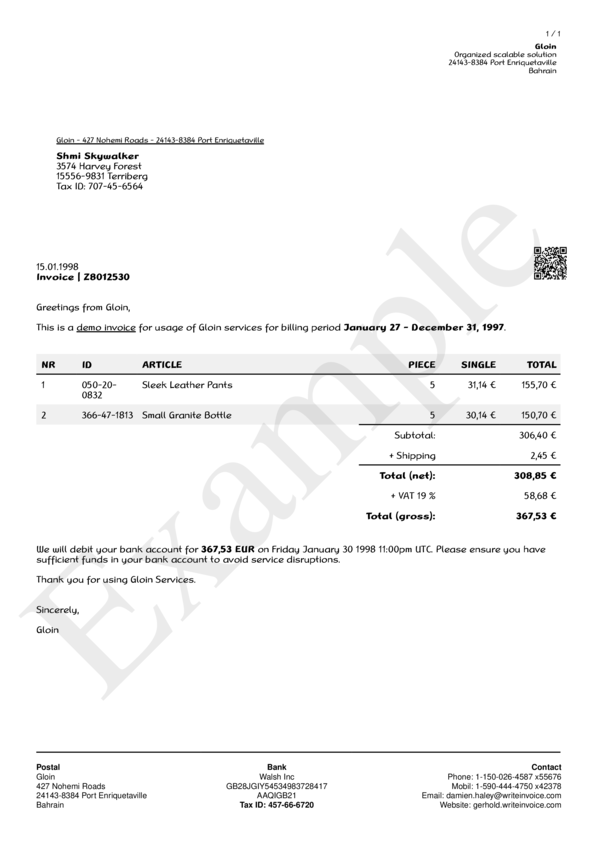 1 / 1
Gloin
Organized scalable solution
24143-8384 Port Enriquetaville
Bahrain
Gloin - 427 Nohemi Roads - 24143-8384 Port Enriquetaville
Shmi Skywalker
3574 Harvey Forest
15556-9831 Terriberg
Tax ID: 707-45-6564
15.01.1998
Invoice | Z8012530
Greetings from Gloin,
This is a demo invoice for usage of Gloin services for billing period January 27 - December 31, 1997.
NR ID ARTICLE PIECE SINGLE TOTAL
1 050-20-0832 Sleek Leather Pants 5 31,14 € 155,70 €
2 366-47-1813 Small Granite Bottle 5 30,14 € 150,70 €
Subtotal: 306,40 €
+ Shipping 2,45 €
Total (net): 308,85 €
+ VAT 19 % 58,68 €
Total (gross): 367,53 €
We will debit your bank account for 367,53 EUR on Friday January 30 1998 11:00pm UTC. Please ensure you have
sufficient funds in your bank account to avoid service disruptions.
Thank you for using Gloin Services.
Sincerely,
Gloin
Example
Postal
Gloin
427 Nohemi Roads
24143-8384 Port Enriquetaville
Bahrain
Bank
Walsh Inc
GB28JGIY54534983728417
AAQIGB21
Tax ID: 457-66-6720
Contact
Phone: 1-150-026-4587 x55676
Mobil: 1-590-444-4750 x42378
Email: damien.haley@writeinvoice.com
Website: gerhold.writeinvoice.com